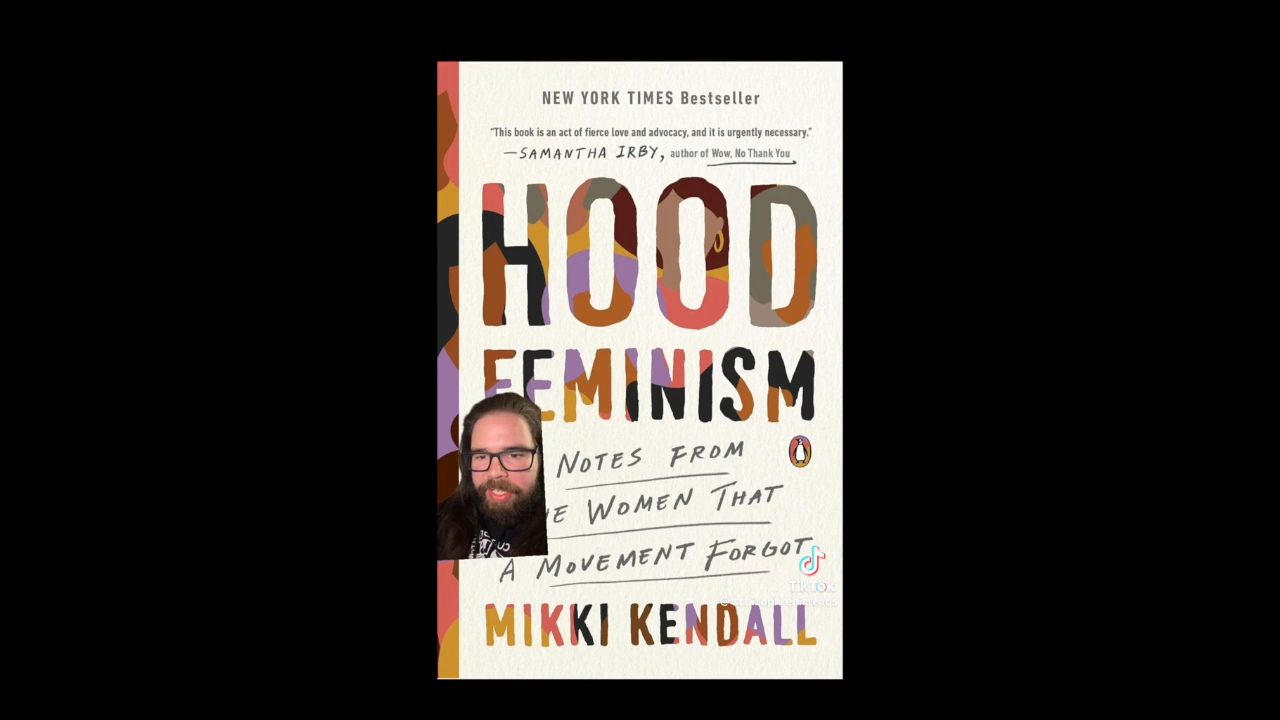 NEW YORK TIMES Bestseller
“This book is an act of fierce love and advocacy, and it is urgently necessary.”
—SAMANTHA IRBY, author of Wow, No Thank You
HOOD
FEMINISM
NOTES FROM
WOMEN THAT
A MOVEMENT FORGOT
MIKKI KENDALL
TikTok